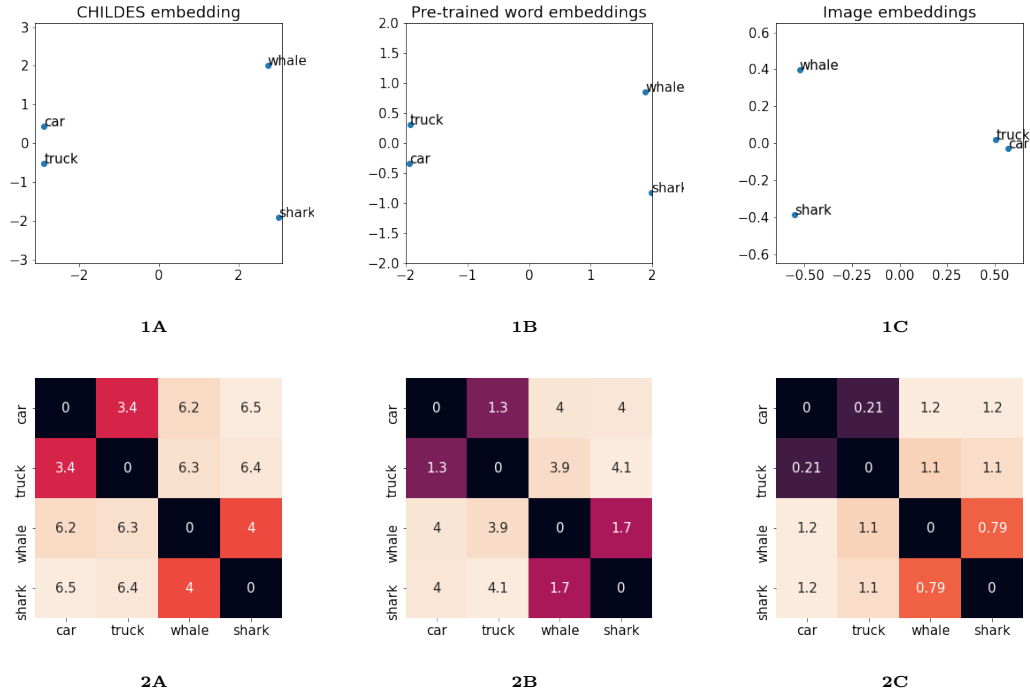 CHILDES embedding
3
2
1
0
−1
−2
−3
−2
0
2
whale
car
truck
shark
1A
Pre-trained word embeddings
2.0
1.5
1.0
0.5
0.0
−0.5
−1.0
−1.5
−2.0
−2
−1
0
1
2
whale
truck
car
shark
1B
Image embeddings
0.6
0.4
0.2
0.0
−0.2
−0.4
−0.6
−0.50
−0.25
0.00
0.25
0.50
whale
truck
car
shark
1C
car 0 3.4 6.2 6.5
truck 3.4 0 6.3 6.4
whale 6.2 6.3 0 4
shark 6.5 6.4 4 0
car truck whale shark
2A
car 0 1.3 4 4
truck 1.3 0 3.9 4.1
whale 4 3.9 0 1.7
shark 4 4.1 1.7 0
car truck whale shark
2B
car 0 0.21 1.2 1.2
truck 0.21 0 1.1 1.1
whale 1.2 1.1 0 0.79
shark 1.2 1.1 0.79 0
car truck whale shark
2C